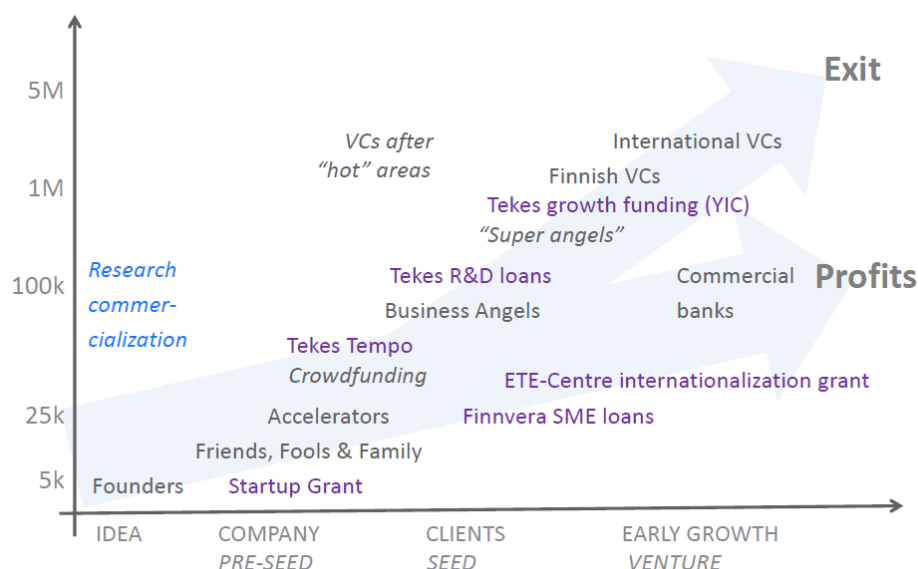 Exit
5M
VCs after
"hot" areas
International VCs
Finnish VCs
1M
Tekes growth funding (YIC)
"Super angels"
Research
commer-
cialization
100k
Tekes R&D loans
Commercial
banks
Profits
Business Angels
Tekes Tempo
Crowdfunding
ETE-Centre internationalization grant
25k
Accelerators
Finnvera SME loans
Friends, Fools & Family
5k
Founders
Startup Grant
IDEA
COMPANY
PRE-SEED
CLIENTS
SEED
EARLY GROWTH
VENTURE